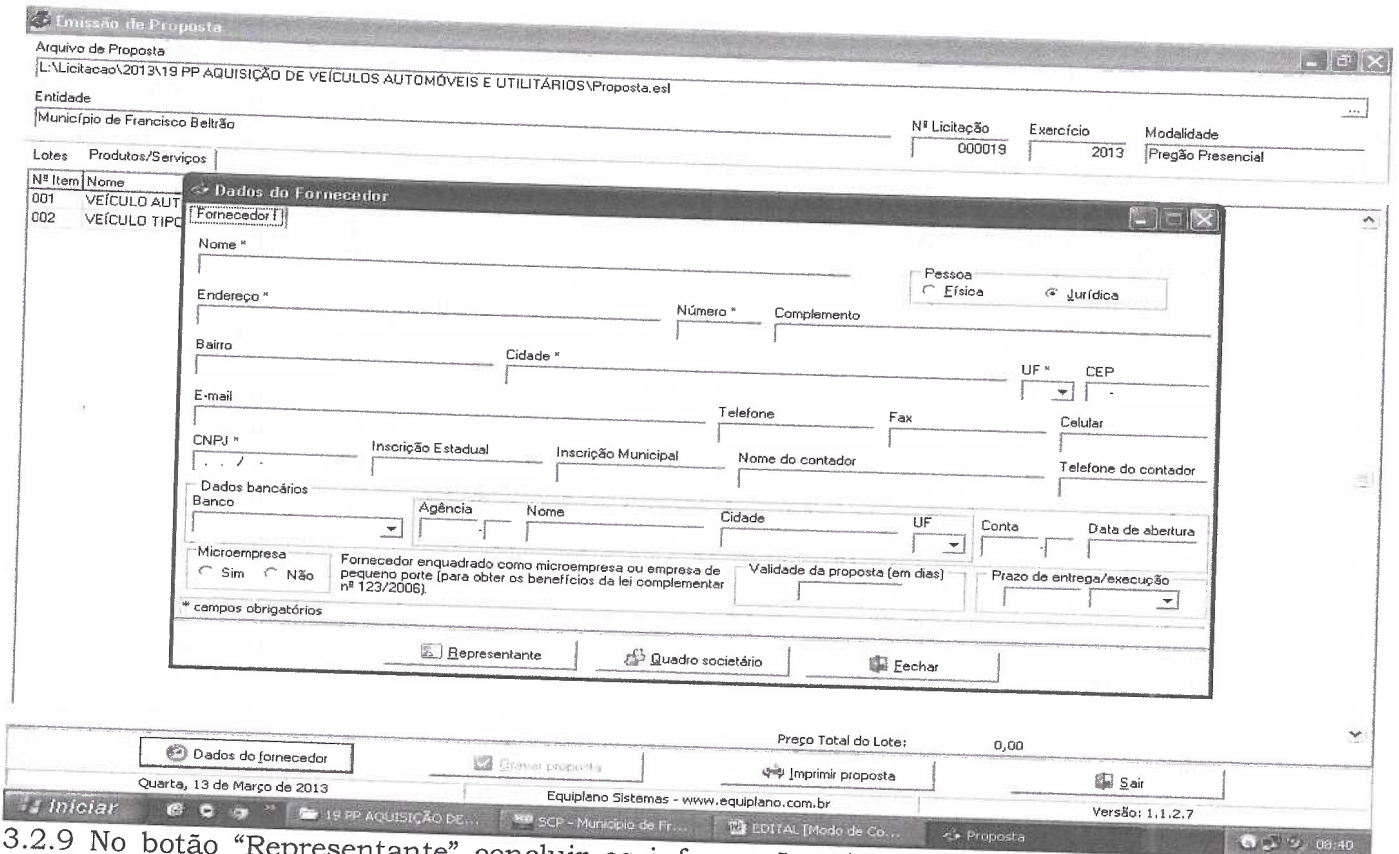 Emissão de Proposta
Arquivo de Proposta
L:\Licitacao\2013\19 PP AQUISIÇÃO DE VEÍCULOS AUTOMÓVEIS E UTILITÁRIOS\Proposta.esl
...
Entidade
Município de Francisco Beltrão
Nº Licitação
000019
Exercício
2013
Modalidade
Pregão Presencial
Lotes Produtos/Serviços
Nº Item Nome
001 VEÍCULO AUT
002 VEÍCULO TIPO
Dados do Fornecedor
Fornecedor
Nome *
Pessoa
Física Jurídica
Endereço * Número * Complemento
Bairro Cidade * UF * CEP
-
E-mail Telefone Fax Celular
CNPJ * Inscrição Estadual Inscrição Municipal Nome do contador Telefone do contador
. . / -
Dados bancários
Banco Agência Nome Cidade UF Conta Data de abertura
- -
Microempresa
Sim Não
Fornecedor enquadrado como microempresa ou empresa de
pequeno porte (para obter os benefícios da lei complementar
nº 123/2006).
Validade da proposta (em dias)
Prazo de entrega/execução
* campos obrigatórios
Representante Quadro societário Fechar
Preço Total do Lote: 0,00
Dados do fornecedor Gravar proposta Imprimir proposta Sair
Quarta, 13 de Março de 2013 Equiplano Sistemas - www.equiplano.com.br Versão: 1.1.2.7
Iniciar » 19 PP AQUISIÇÃO DE... SCP - Município de Fr... EDITAL [Modo de Co... Proposta 08:40
3.2.9 No botão “Representante” concluir as